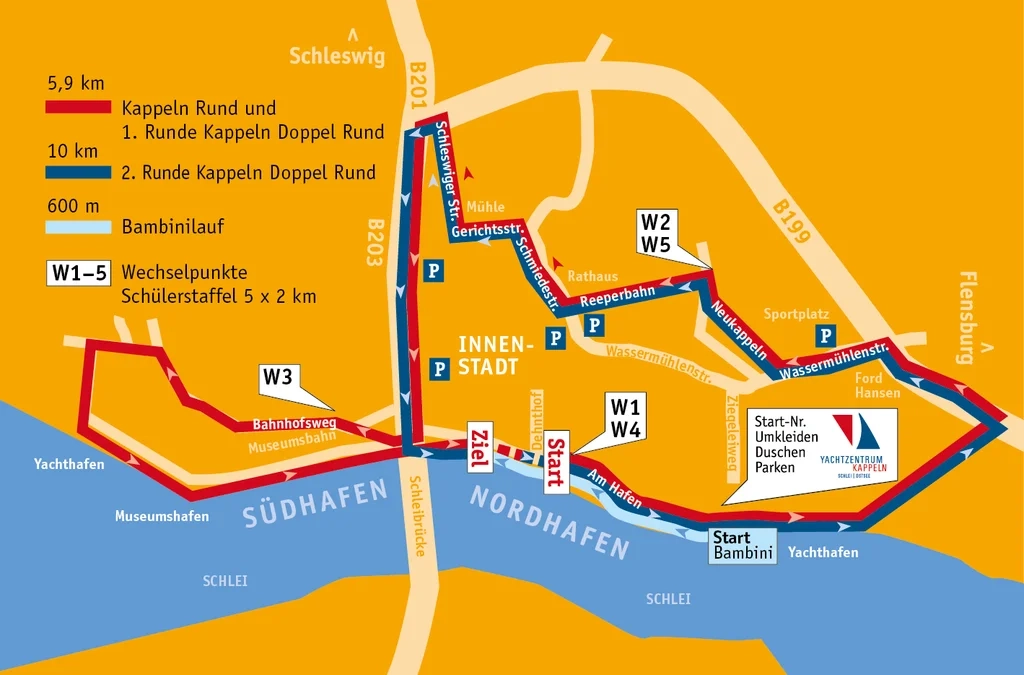 Schleswig
5,9 km
Kappeln Rund und
1. Runde Kappeln Doppel Rund
10 km
2. Runde Kappeln Doppel Rund
600 m
Bambinilauf
W1–5
Wechselpunkte
Schülerstaffel 5 x 2 km
B201
B203
B199
Schleswiger Str.
Mühle
Gerichtsstr.
Schmiedestr.
Rathaus
Reeperbahn
W2
W5
Neukappeln
Sportplatz
Wassermühlenstr.
Flensburg
Ford
Hansen
P
P
P
P
P
INNEN-
STADT
Wassermühlenstr.
Ziegeleiweg
Dehnthof
W3
Bahnhofsweg
Museumsbahn
W1
W4
Ziel
Start
Am Hafen
Start-Nr.
Umkleiden
Duschen
Parken
YACHTZENTRUM
KAPPELN
SCHLEI | OSTSEE
Yachthafen
Museumshafen
SÜDHAFEN
Schleibrücke
NORDHAFEN
Start
Bambini
Yachthafen
SCHLEI
SCHLEI